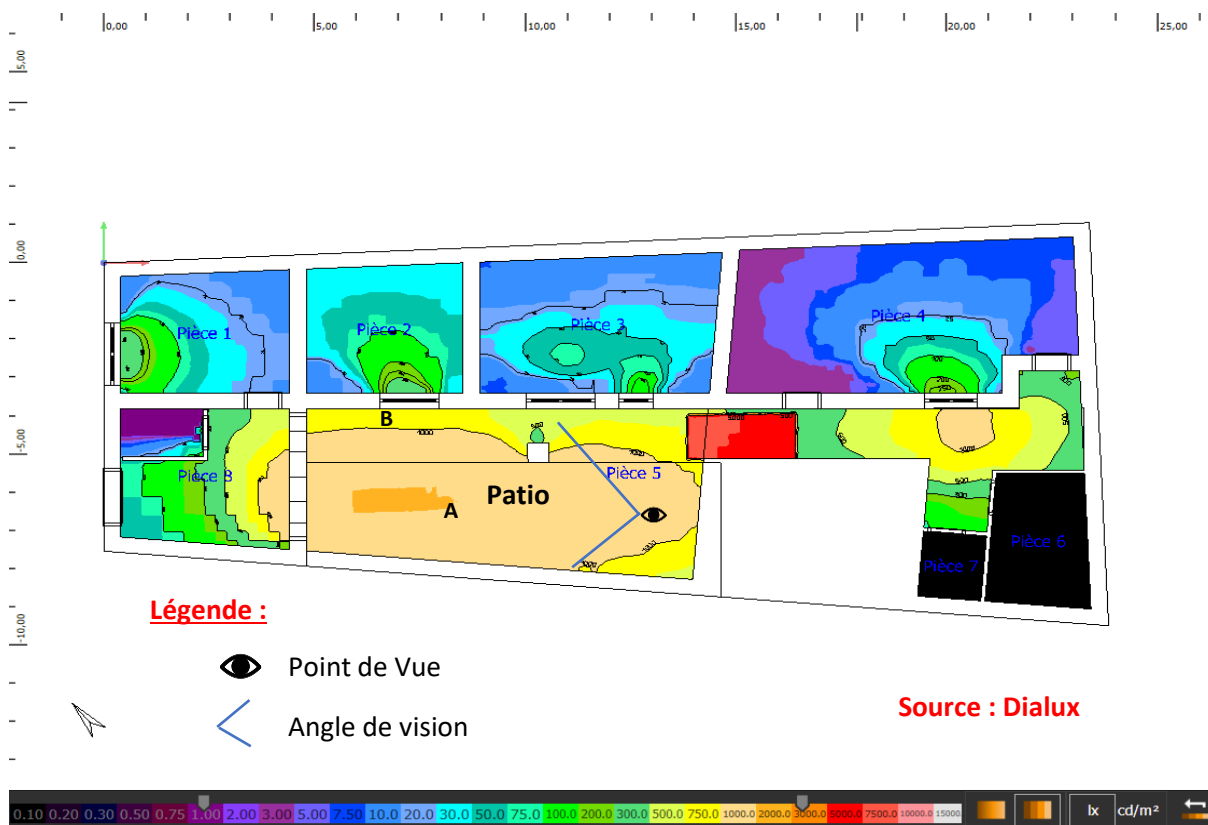 0,00 5,00 10,00 15,00 20,00 25,00
5,00
0,00
-5,00
-10,00
Pièce 1
Pièce 2
Pièce 3
Pièce 4
B
1000
500
750
Pièce 8
Patio
Pièce 5
A
1000
Pièce 6
Pièce 7
Légende :
Point de Vue
Angle de vision
Source : Dialux
0.10 0.20 0.30 0.50 0.75 1.00 2.00 3.00 5.00 7.50 10.0 20.0 30.0 50.0 75.0 100.0 200.0 300.0 500.0 750.0 1000.0 2000.0 3000.0 5000.0 7500.0 10000.0 15000. lx cd/m²